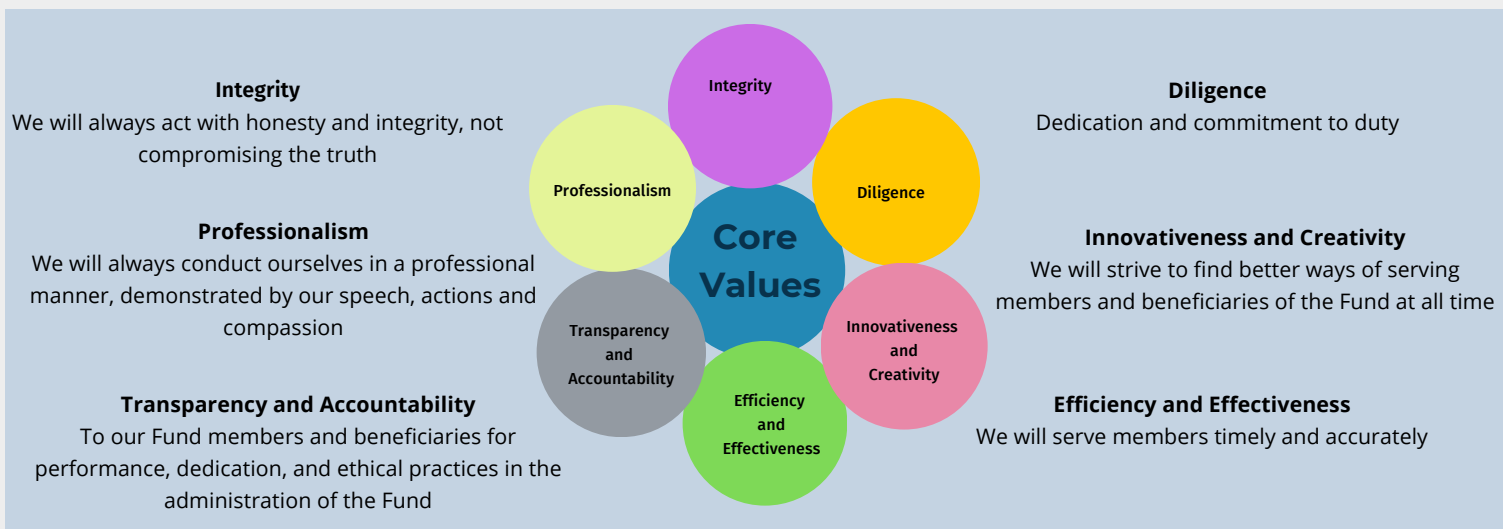 Integrity
We will always act with honesty and integrity, not
compromising the truth
Professionalism
We will always conduct ourselves in a professional
manner, demonstrated by our speech, actions and
compassion
Transparency and Accountability
To our Fund members and beneficiaries for
performance, dedication, and ethical practices in the
administration of the Fund
Integrity
Professionalism
Diligence
Core
Values
Transparency
and
Accountability
Innovativeness
and
Creativity
Efficiency
and
Effectiveness
Diligence
Dedication and commitment to duty
Innovativeness and Creativity
We will strive to find better ways of serving
members and beneficiaries of the Fund at all time
Efficiency and Effectiveness
We will serve members timely and accurately